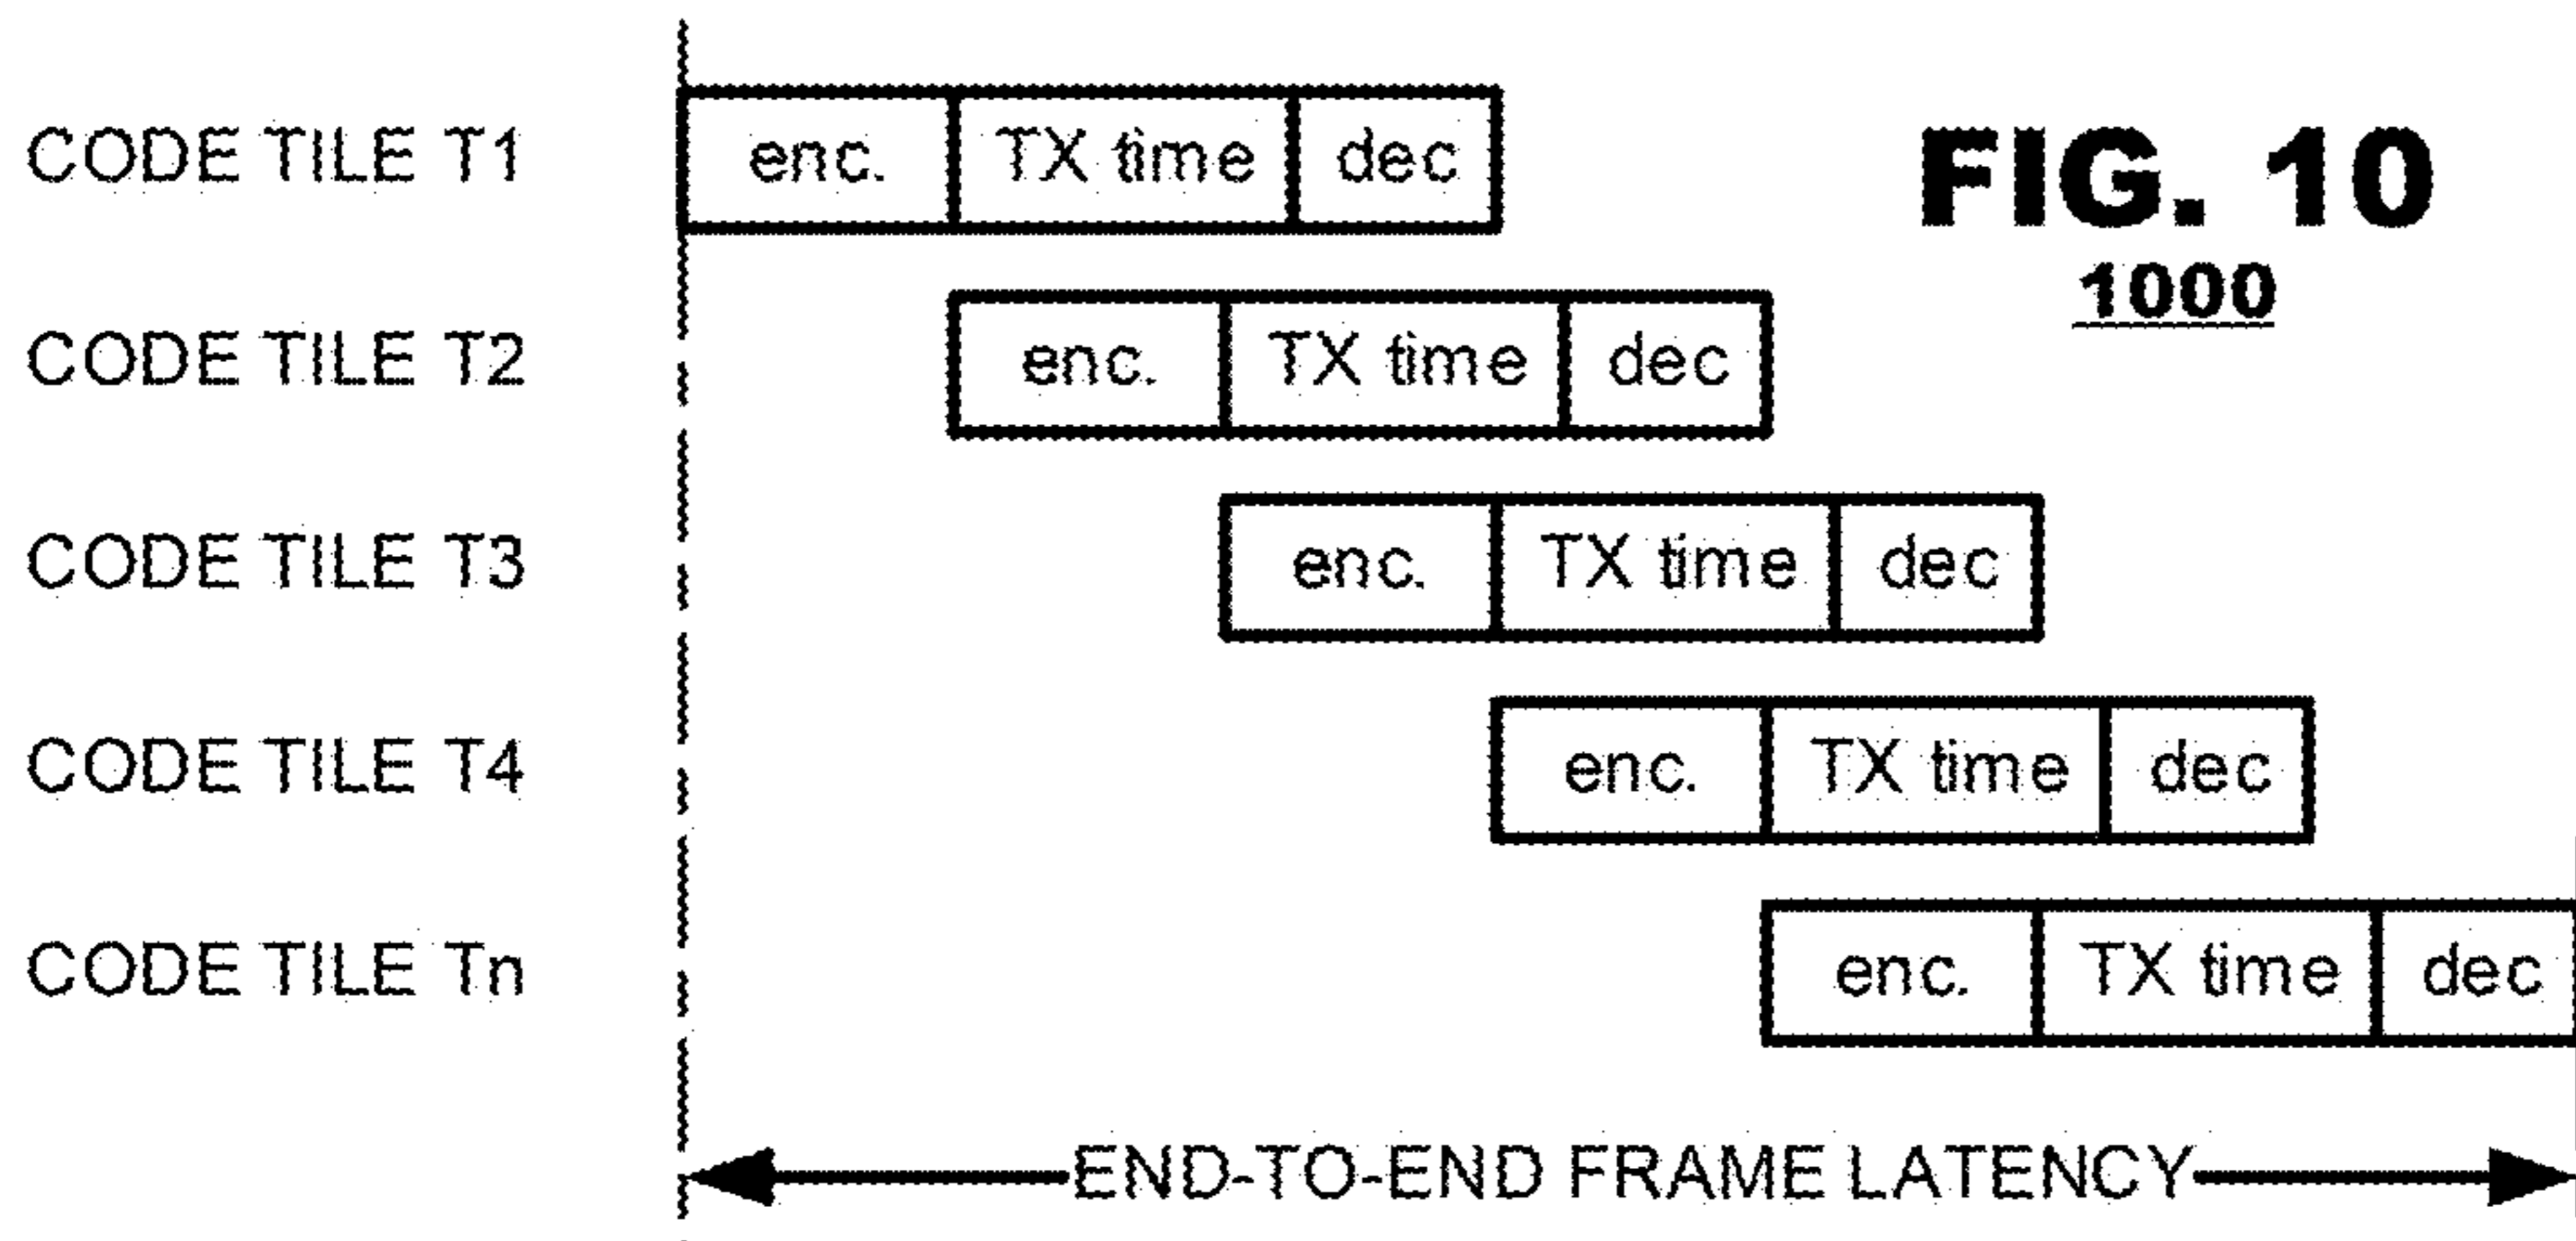 CODE TILE T1 enc. TX time dec
FIG. 10
1000
CODE TILE T2 enc. TX time dec
CODE TILE T3 enc. TX time dec
CODE TILE T4 enc. TX time dec
CODE TILE Tn enc. TX time dec
END-TO-END FRAME LATENCY